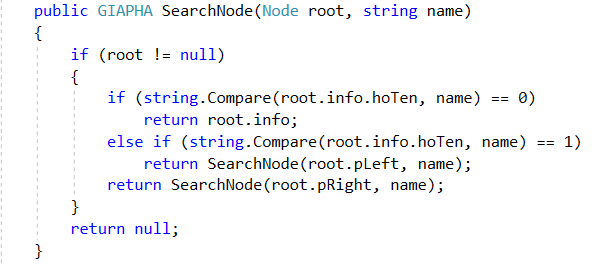 public GIAPHA SearchNode(Node root, string name)
{
    if (root != null)
    {
        if (string.Compare(root.info.hoTen, name) == 0)
            return root.info;
        else if (string.Compare(root.info.hoTen, name) == 1)
            return SearchNode(root.pLeft, name);
        return SearchNode(root.pRight, name);
    }
    return null;
}